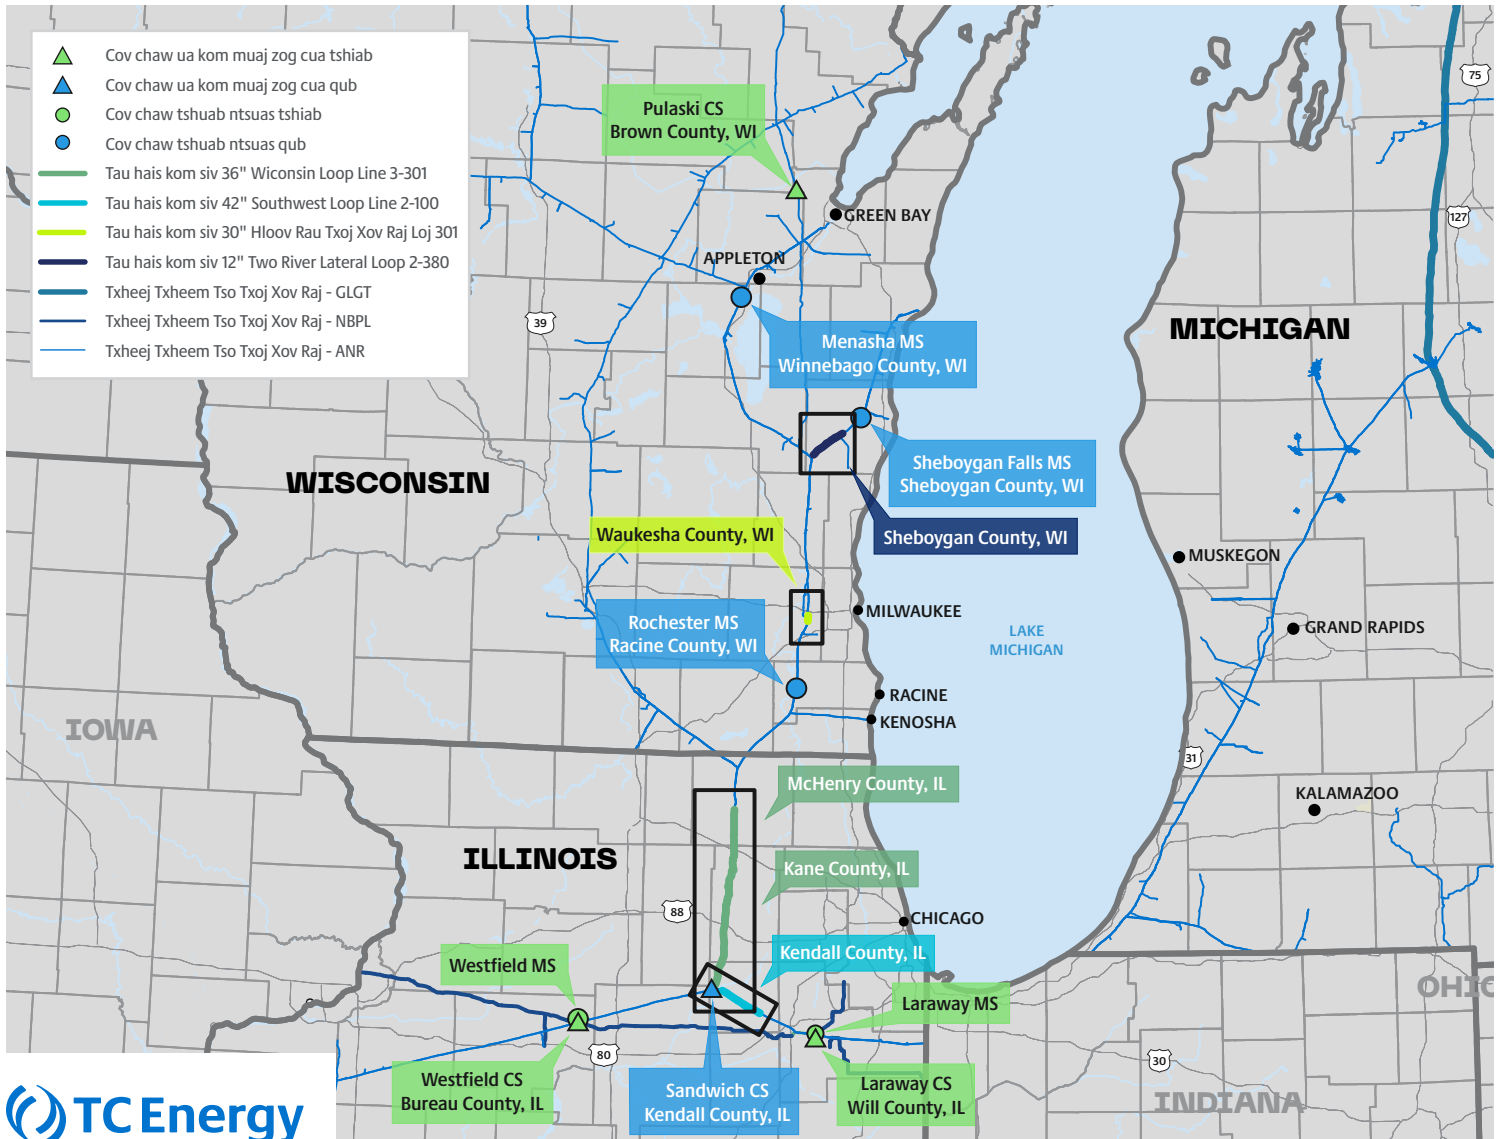 Cov chaw ua kom muaj zog cua tshiab
Cov chaw ua kom muaj zog cua qub
Cov chaw tshuab ntsuas tshiab
Cov chaw tshuab ntsuas qub
Tau hais kom siv 36" Wiconsin Loop Line 3-301
Tau hais kom siv 42" Southwest Loop Line 2-100
Tau hais kom siv 30" Hloov Rau Txoj Xov Raj Loj 301
Tau hais kom siv 12" Two River Lateral Loop 2-380
Txheej Txheem Tso Txoj Xov Raj - GLGT
Txheej Txheem Tso Txoj Xov Raj - NBPL
Txheej Txheem Tso Txoj Xov Raj - ANR
Pulaski CS
Brown County, WI
75
127
GREEN BAY
APPLETON
39
Menasha MS
Winnebago County, WI
MICHIGAN
WISCONSIN
Sheboygan Falls MS
Sheboygan County, WI
Waukesha County, WI
Sheboygan County, WI
MUSKEGON
MILWAUKEE
Rochester MS
Racine County, WI
LAKE
MICHIGAN
GRAND RAPIDS
RACINE
KENOSHA
IOWA
31
McHenry County, IL
KALAMAZOO
ILLINOIS
Kane County, IL
88
CHICAGO
Kendall County, IL
Westfield MS
OHIO
Laraway MS
80
30
Westfield CS
Bureau County, IL
Sandwich CS
Kendall County, IL
Laraway CS
Will County, IL
INDIANA
TC Energy